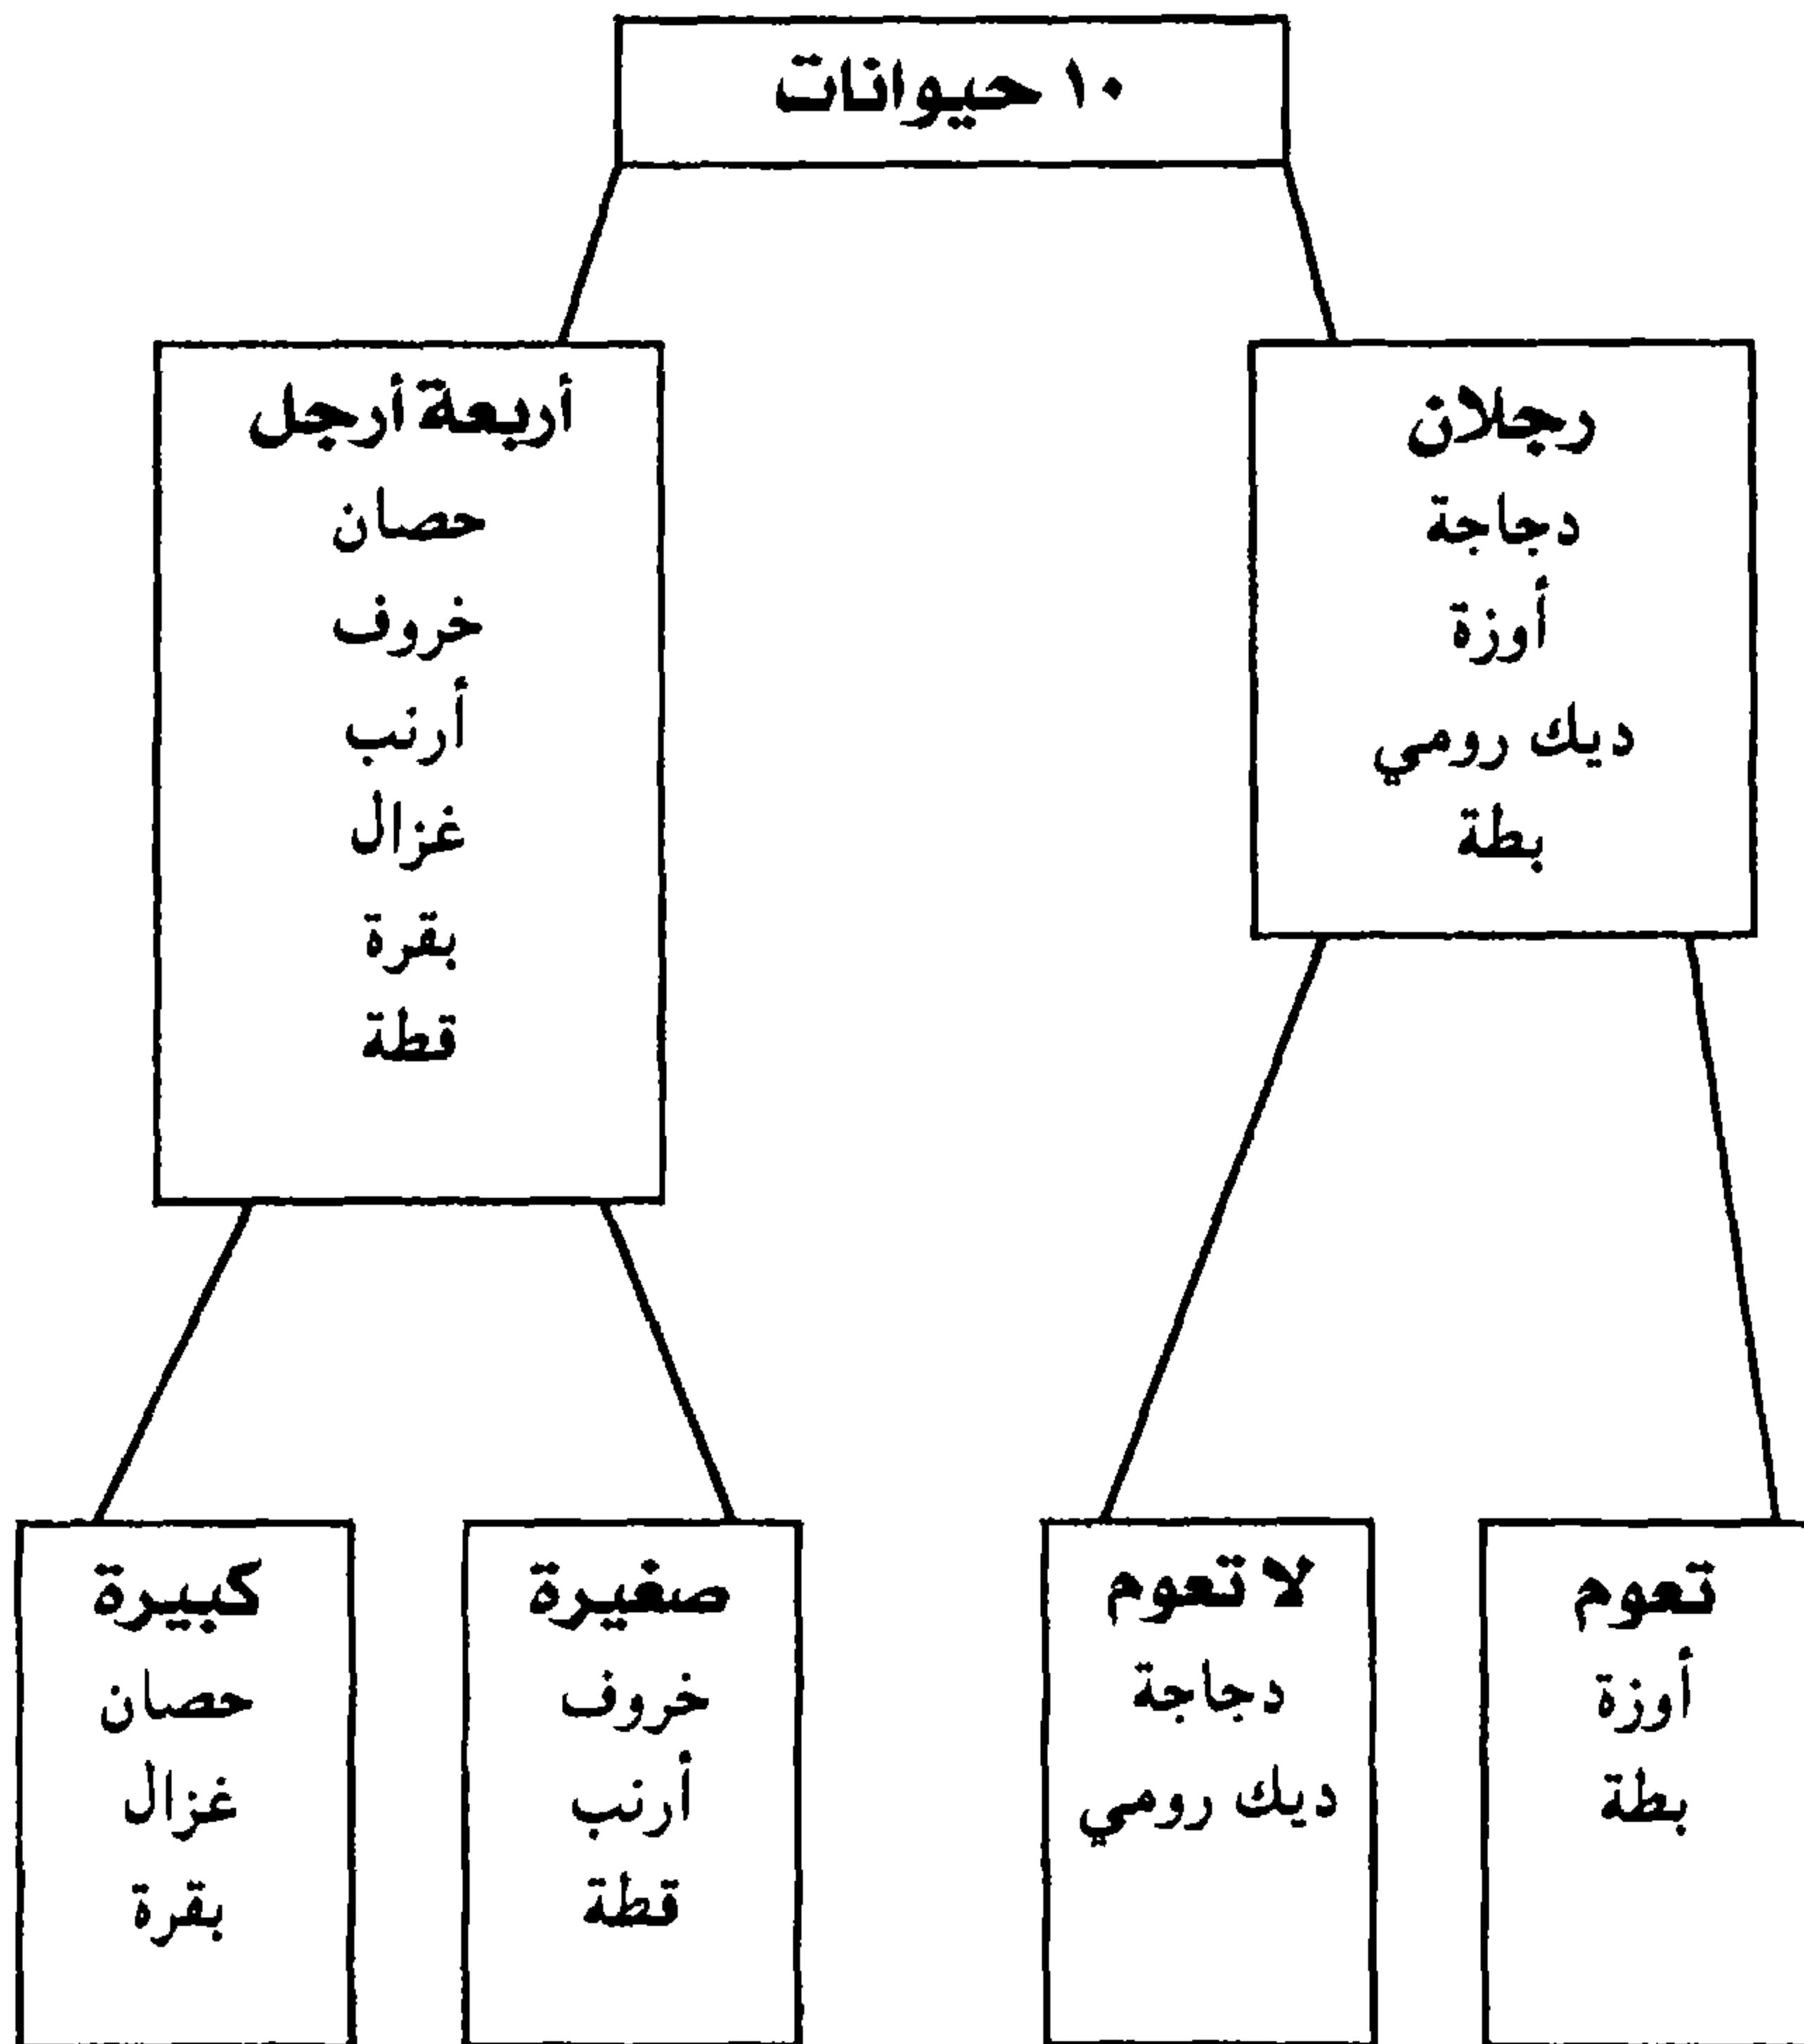 ١٠ حيوانات
رجلان
دجاجة
أوزة
ديك رومي
بطة
أربعة أرجل
حصان
خروف
أرنب
غزال
بقرة
قطة
تعوم
أوزة
بطة
لا تعوم
دجاجة
ديك رومي
صغيرة
خروف
أرنب
قطة
كبيرة
حصان
غزال
بقرة